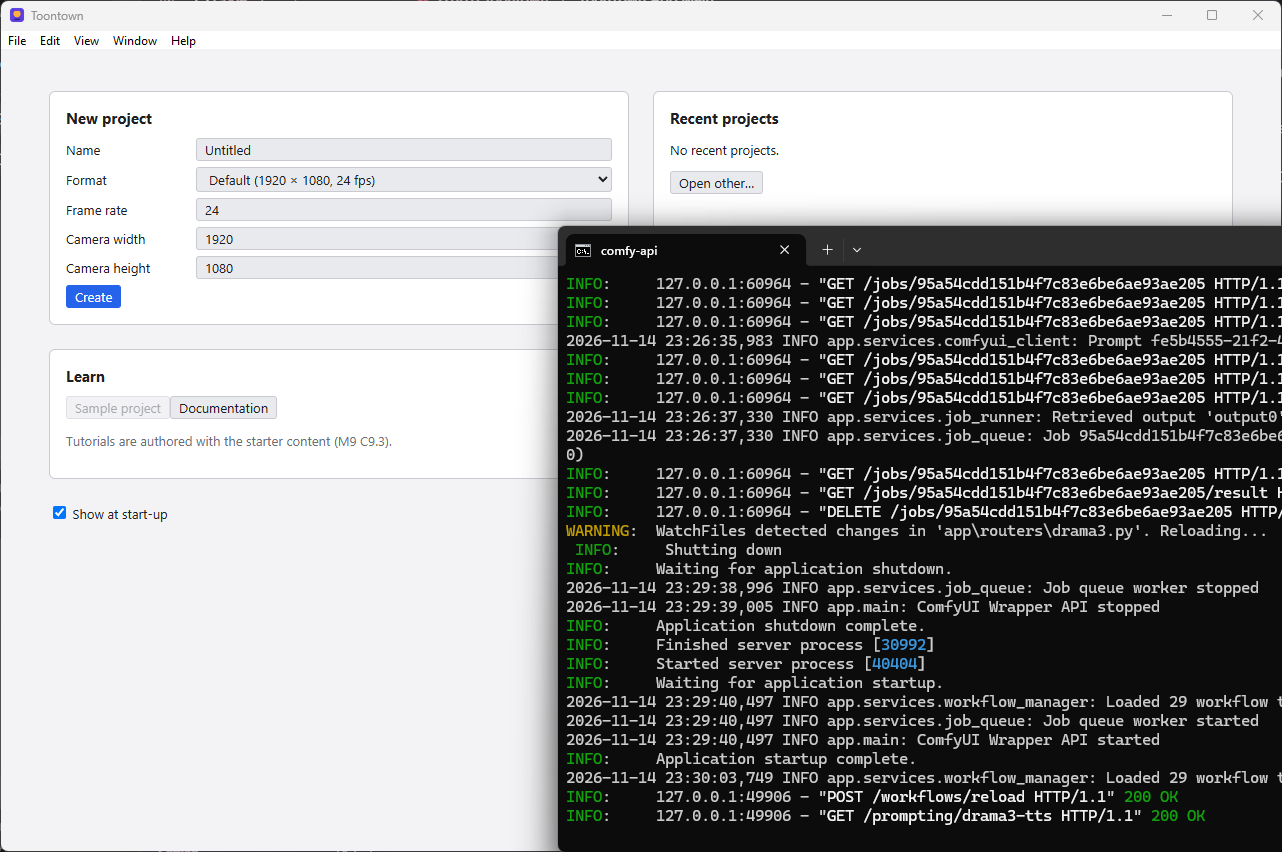 Toontown
File Edit View Window Help
New project
Name Untitled
Format Default (1920 × 1080, 24 fps)
Frame rate 24
Camera width 1920
Camera height 1080
Create
Learn
Sample project Documentation
Tutorials are authored with the starter content (M9 C9.3).
Show at start-up
Recent projects
No recent projects.
Open other...
comfy-api
INFO: 127.0.0.1:60964 - "GET /jobs/95a54cdd151b4f7c83e6be6ae93ae205 HTTP/1.1
INFO: 127.0.0.1:60964 - "GET /jobs/95a54cdd151b4f7c83e6be6ae93ae205 HTTP/1.1
INFO: 127.0.0.1:60964 - "GET /jobs/95a54cdd151b4f7c83e6be6ae93ae205 HTTP/1.1
2026-11-14 23:26:35,983 INFO app.services.comfyui_client: Prompt fe5b4555-21f2-4
INFO: 127.0.0.1:60964 - "GET /jobs/95a54cdd151b4f7c83e6be6ae93ae205 HTTP/1.1
INFO: 127.0.0.1:60964 - "GET /jobs/95a54cdd151b4f7c83e6be6ae93ae205 HTTP/1.1
INFO: 127.0.0.1:60964 - "GET /jobs/95a54cdd151b4f7c83e6be6ae93ae205 HTTP/1.1
2026-11-14 23:26:37,330 INFO app.services.job_runner: Retrieved output 'output0'
2026-11-14 23:26:37,330 INFO app.services.job_queue: Job 95a54cdd151b4f7c83e6be6
0)
INFO: 127.0.0.1:60964 - "GET /jobs/95a54cdd151b4f7c83e6be6ae93ae205 HTTP/1.1
INFO: 127.0.0.1:60964 - "GET /jobs/95a54cdd151b4f7c83e6be6ae93ae205/result H
INFO: 127.0.0.1:60964 - "DELETE /jobs/95a54cdd151b4f7c83e6be6ae93ae205 HTTP/
WARNING: WatchFiles detected changes in 'app\routers\drama3.py'. Reloading...
INFO: Shutting down
INFO: Waiting for application shutdown.
2026-11-14 23:29:38,996 INFO app.services.job_queue: Job queue worker stopped
2026-11-14 23:29:39,005 INFO app.main: ComfyUI Wrapper API stopped
INFO: Application shutdown complete.
INFO: Finished server process [30992]
INFO: Started server process [40404]
INFO: Waiting for application startup.
2026-11-14 23:29:40,497 INFO app.services.workflow_manager: Loaded 29 workflow t
2026-11-14 23:29:40,497 INFO app.services.job_queue: Job queue worker started
2026-11-14 23:29:40,497 INFO app.main: ComfyUI Wrapper API started
INFO: Application startup complete.
2026-11-14 23:30:03,749 INFO app.services.workflow_manager: Loaded 29 workflow t
INFO: 127.0.0.1:49906 - "POST /workflows/reload HTTP/1.1" 200 OK
INFO: 127.0.0.1:49906 - "GET /prompting/drama3-tts HTTP/1.1" 200 OK